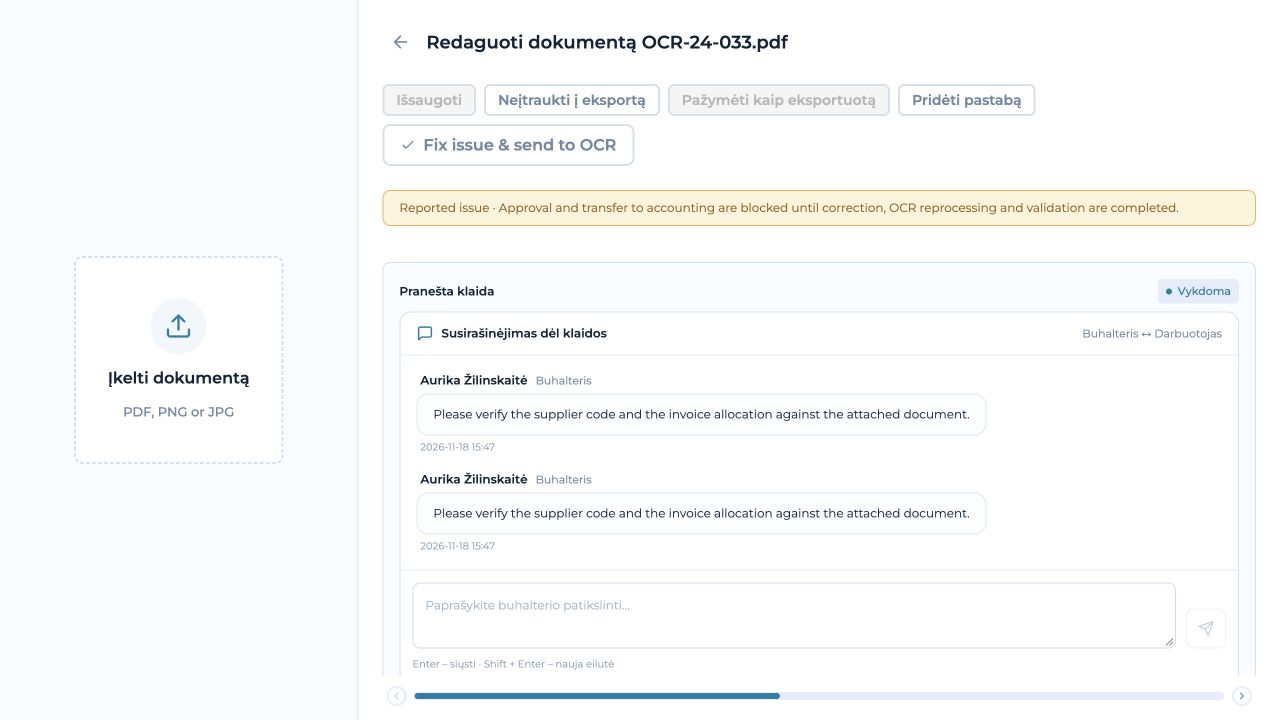 Redaguoti dokumentą OCR-24-033.pdf
Išsaugoti
Neįtraukti į eksportą
Pažymėti kaip eksportuotą
Pridėti pastabą
Fix issue & send to OCR
Reported issue · Approval and transfer to accounting are blocked until correction, OCR reprocessing and validation are completed.
Įkelti dokumentą
PDF, PNG or JPG
Pranešta klaida
Vykdoma
Susirašinėjimas dėl klaidos
Buhalteris ↔ Darbuotojas
Aurika Žilinskaitė Buhalteris
Please verify the supplier code and the invoice allocation against the attached document.
2026-11-18 15:47
Aurika Žilinskaitė Buhalteris
Please verify the supplier code and the invoice allocation against the attached document.
2026-11-18 15:47
Paprašykite buhalterio patikslinti...
Enter – siųsti · Shift + Enter – nauja eilutė